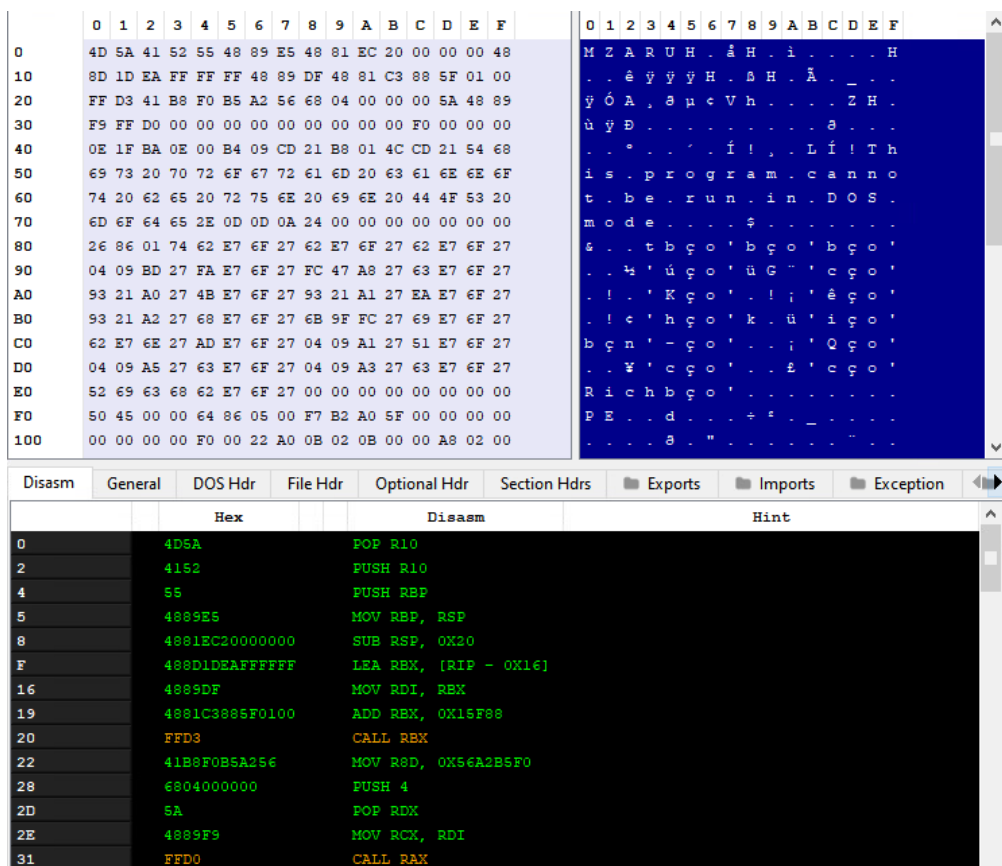 0 1 2 3 4 5 6 7 8 9 A B C D E F 0 1 2 3 4 5 6 7 8 9 A B C D E F
0 4D 5A 41 52 55 48 89 E5 48 81 EC 20 00 00 00 48 M Z A R U H . å H . ì . . . . H
10 8D 1D EA FF FF FF 48 89 DF 48 81 C3 88 5F 01 00 . . ê ÿ ÿ ÿ H . ß H . Ã . _ . .
20 FF D3 41 B8 F0 B5 A2 56 68 04 00 00 00 5A 48 89 ÿ Ó A ¸ ð µ ¢ V h . . . . Z H .
30 F9 FF D0 00 00 00 00 00 00 00 00 00 F0 00 00 00 ù ÿ Ð . . . . . . . . . ð . . .
40 0E 1F BA 0E 00 B4 09 CD 21 B8 01 4C CD 21 54 68 . . º . . ´ . Í ! ¸ . L Í ! T h
50 69 73 20 70 72 6F 67 72 61 6D 20 63 61 6E 6E 6F i s . p r o g r a m . c a n n o
60 74 20 62 65 20 72 75 6E 20 69 6E 20 44 4F 53 20 t . b e . r u n . i n . D O S .
70 6D 6F 64 65 2E 0D 0D 0A 24 00 00 00 00 00 00 00 m o d e . . . . $ . . . . . . .
80 26 86 01 74 62 E7 6F 27 62 E7 6F 27 62 E7 6F 27 & . . t b ç o ' b ç o ' b ç o '
90 04 09 BD 27 FA E7 6F 27 FC 47 A8 27 63 E7 6F 27 . . ½ ' ú ç o ' ü G ¨ ' c ç o '
A0 93 21 A0 27 4B E7 6F 27 93 21 A1 27 EA E7 6F 27 . ! . ' K ç o ' . ! ¡ ' ê ç o '
B0 93 21 A2 27 68 E7 6F 27 6B 9F FC 27 69 E7 6F 27 . ! ¢ ' h ç o ' k . ü ' i ç o '
C0 62 E7 6E 27 AD E7 6F 27 04 09 A1 27 51 E7 6F 27 b ç n ' - ç o ' . . ¡ ' Q ç o '
D0 04 09 A5 27 63 E7 6F 27 04 09 A3 27 63 E7 6F 27 . . ¥ ' c ç o ' . . £ ' c ç o '
E0 52 69 63 68 62 E7 6F 27 00 00 00 00 00 00 00 00 R i c h b ç o ' . . . . . . . .
F0 50 45 00 00 64 86 05 00 F7 B2 A0 5F 00 00 00 00 P E . . d . . . ÷ ² . _ . . . .
100 00 00 00 00 F0 00 22 A0 0B 02 0B 00 00 A8 02 00 . . . . ð . " . . . . . . ¨ . .
Disasm General DOS Hdr File Hdr Optional Hdr Section Hdrs Exports Imports Exception
Hex Disasm Hint
0 4D5A POP R10
2 4152 PUSH R10
4 55 PUSH RBP
5 4889E5 MOV RBP, RSP
8 4881EC20000000 SUB RSP, 0X20
F 488D1DEAFFFFFF LEA RBX, [RIP - 0X16]
16 4889DF MOV RDI, RBX
19 4881C3885F0100 ADD RBX, 0X15F88
20 FFD3 CALL RBX
22 41B8F0B5A256 MOV R8D, 0X56A2B5F0
28 6804000000 PUSH 4
2D 5A POP RDX
2E 4889F9 MOV RCX, RDI
31 FFD0 CALL RAX